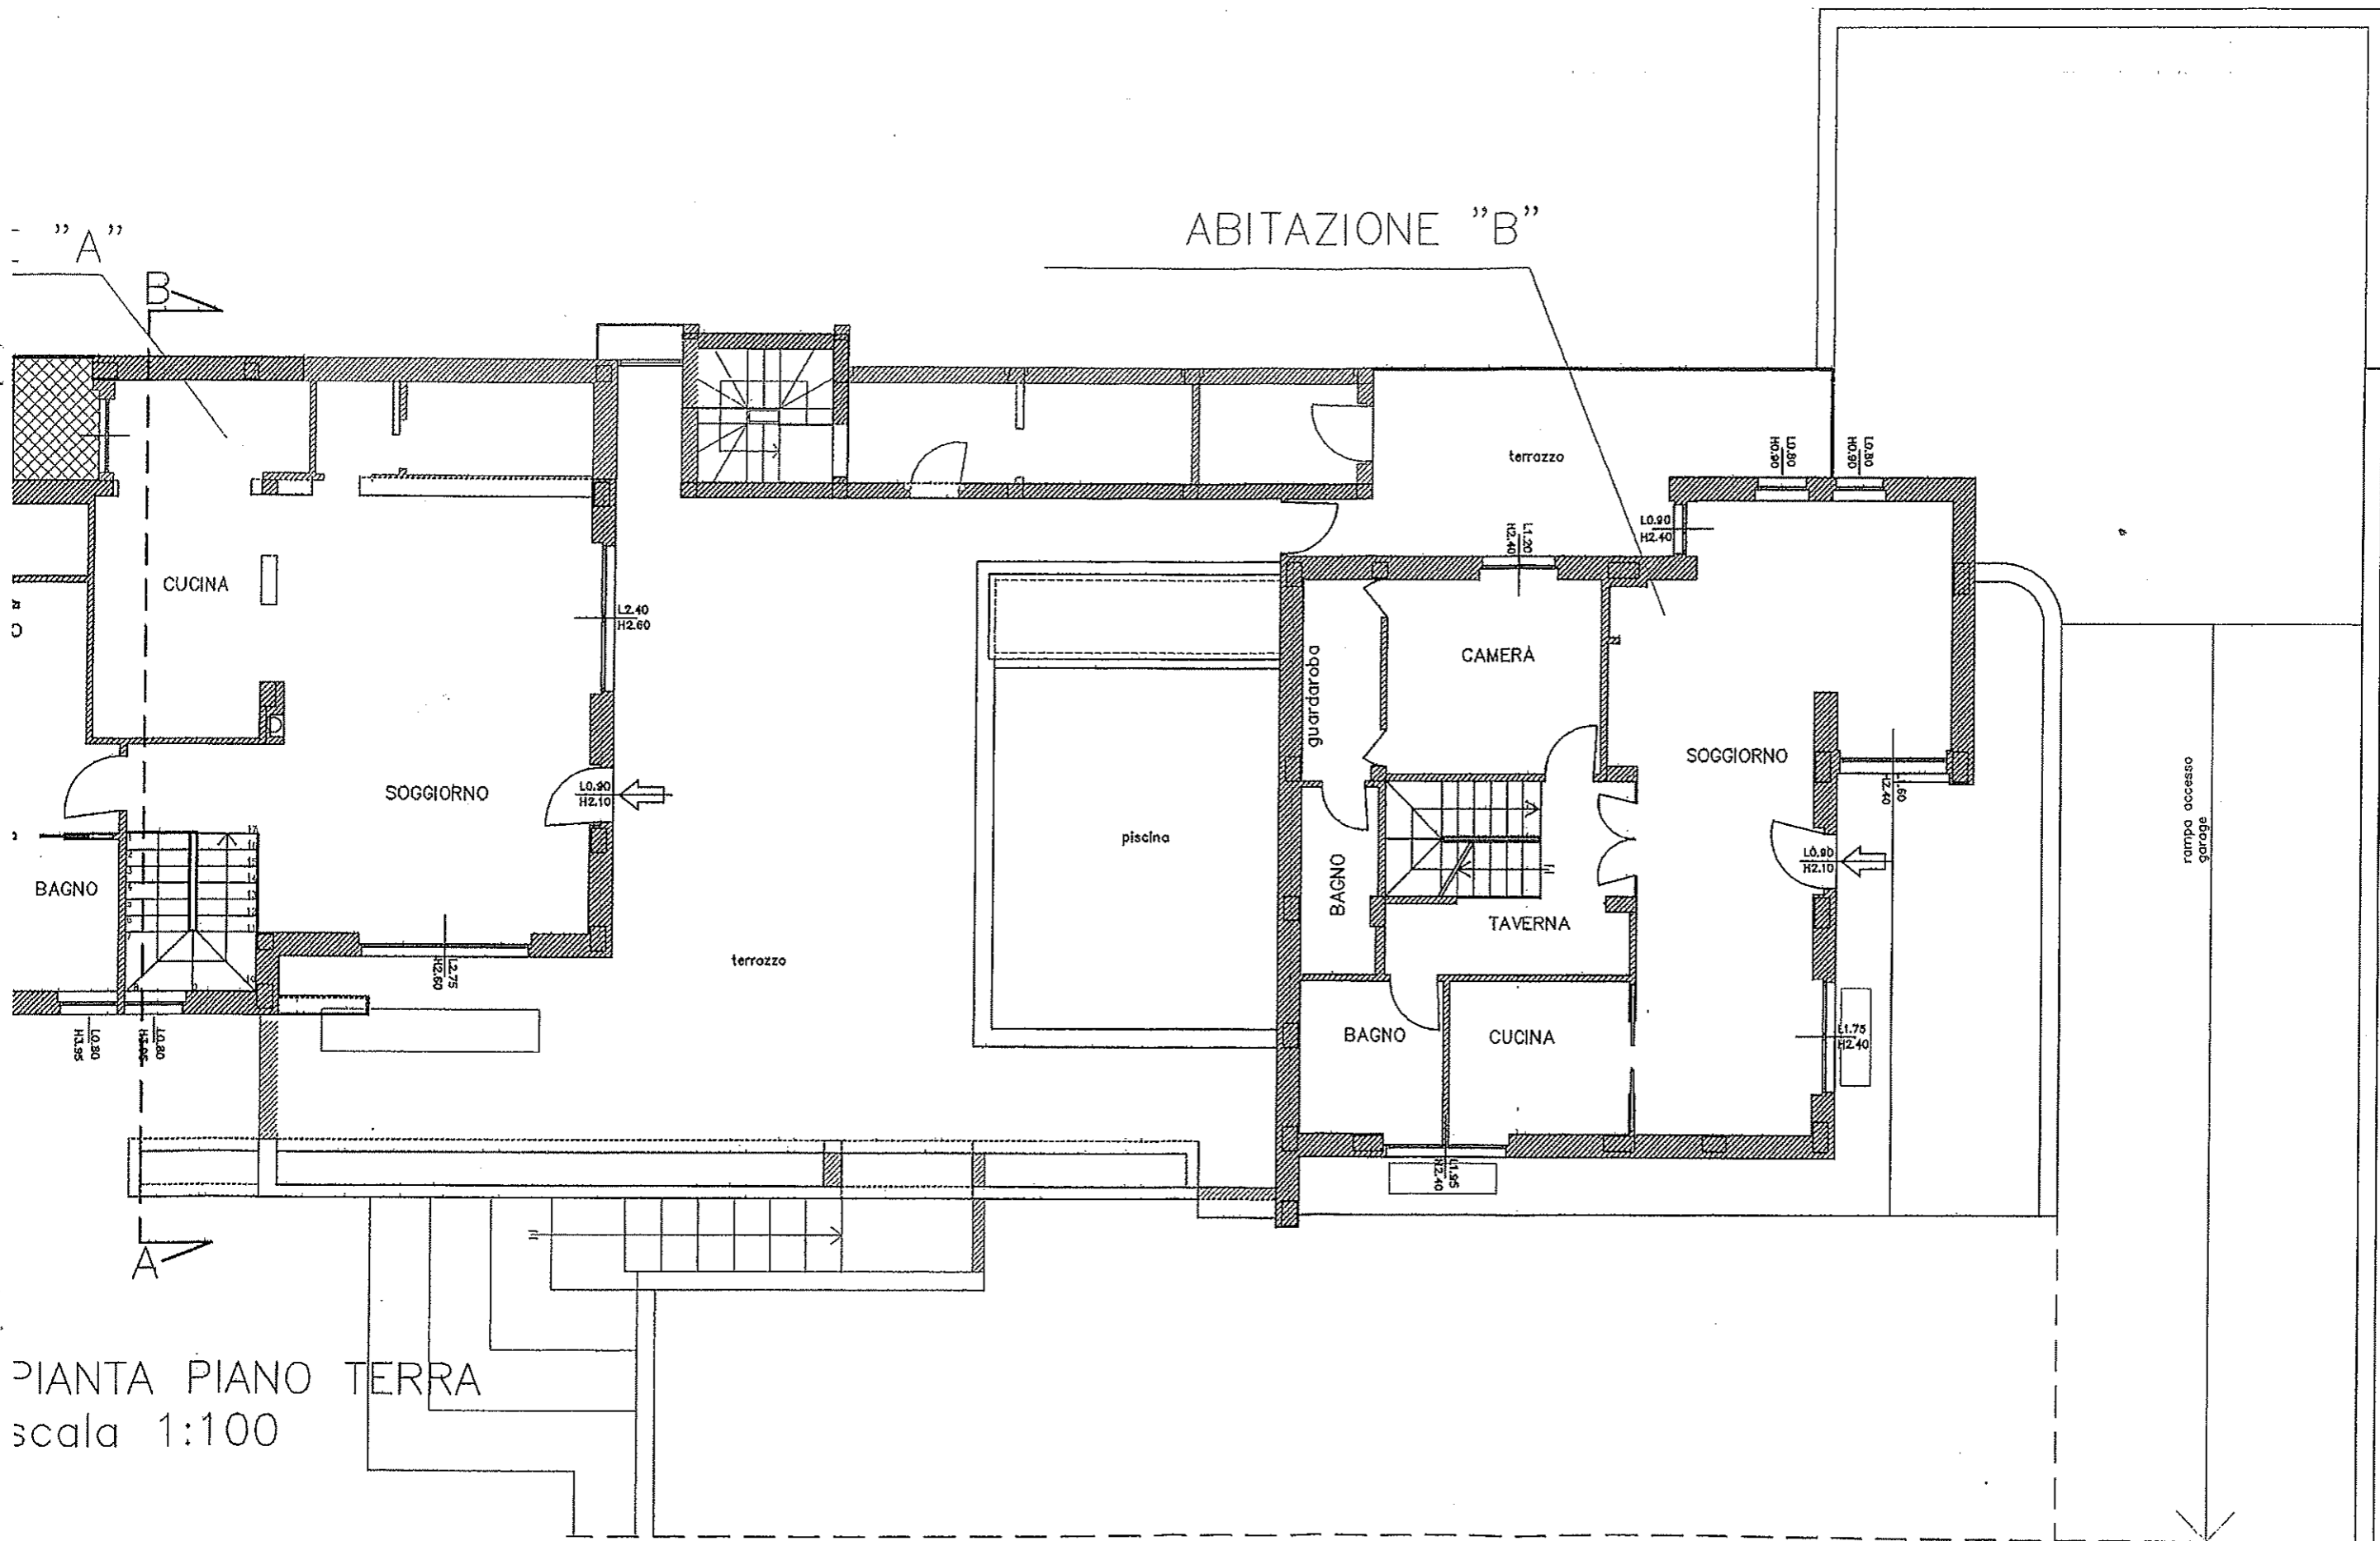 "A"
ABITAZIONE "B"
B
terrazzo
L0.80
H0.90
L0.80
H0.90
L0.90
H2.40
L1.20
H2.40
CUCINA
L2.40
H2.60
guardaroba
CAMERA
SOGGIORNO
L0.90
H2.10
SOGGIORNO
H2.40
rampa accesso
garage
piscina
BAGNO
L0.90
H2.10
BAGNO
TAVERNA
terrazzo
L2.75
H2.60
BAGNO
CUCINA
L1.75
H2.40
L0.80
H3.95
L0.80
L1.95
H2.40
A
PIANTA PIANO TERRA
scala 1:100